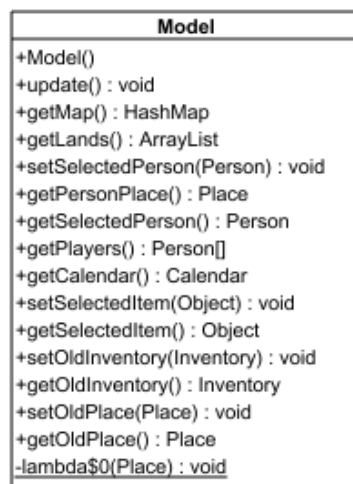 Model
+Model()
+update() : void
+getMap() : HashMap
+getLands() : ArrayList
+setSelectedPerson(Person) : void
+getPersonPlace() : Place
+getSelectedPerson() : Person
+getPlayers() : Person[]
+getCalendar() : Calendar
+setSelectedItem(Object) : void
+getSelectedItem() : Object
+setOldInventory(Inventory) : void
+getOldInventory() : Inventory
+setOldPlace(Place) : void
+getOldPlace() : Place
-lambda$0(Place) : void